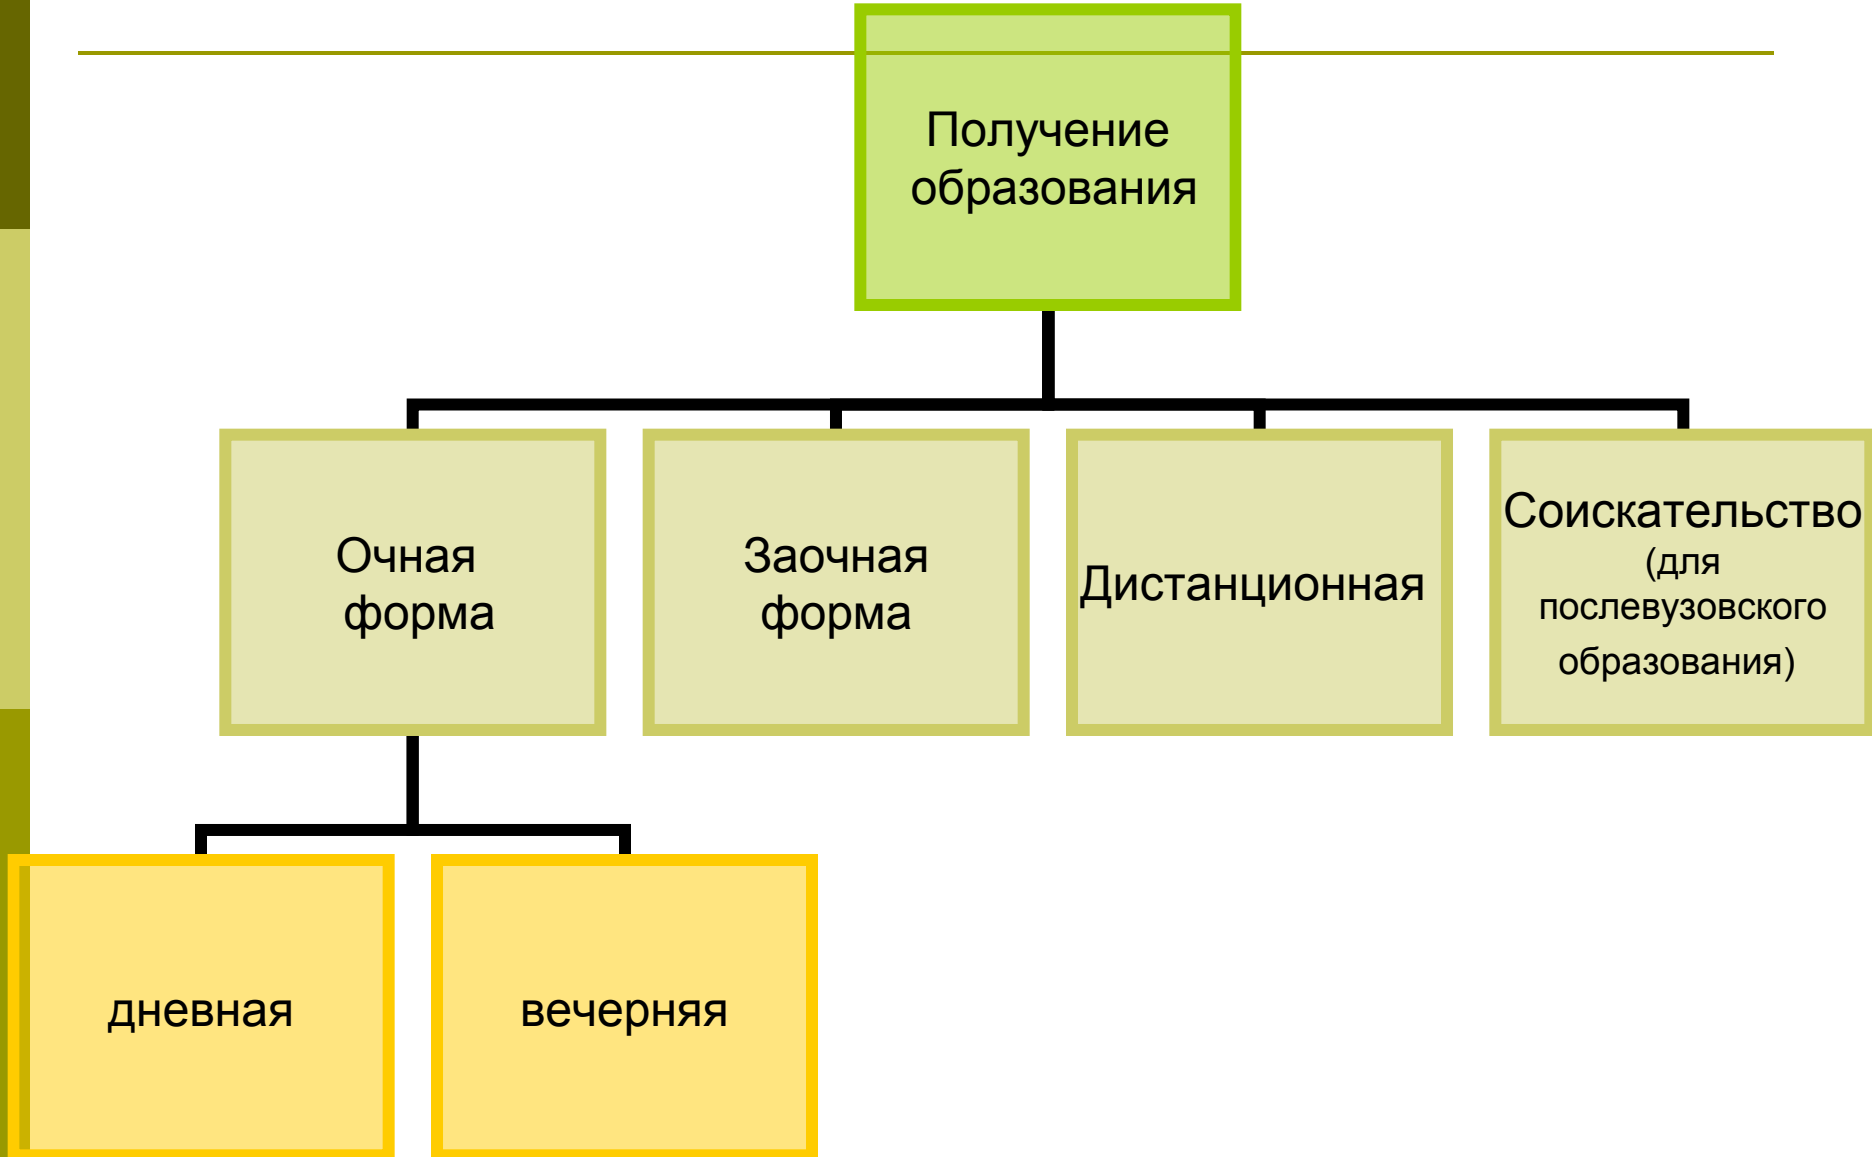 Получение
образования
Очная
форма
Заочная
форма
Дистанционная
Соискательство
(для
послевузовского
образования)
дневная
вечерняя